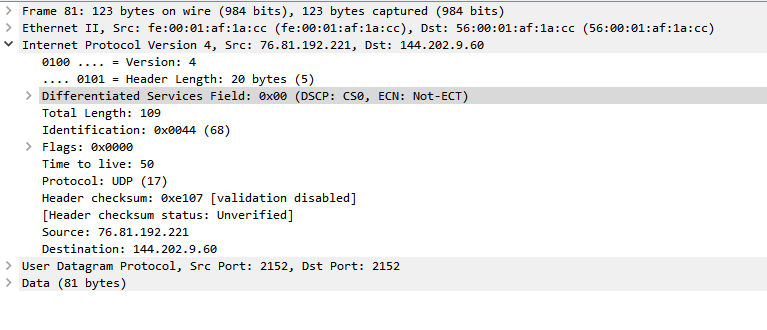 Frame 81: 123 bytes on wire (984 bits), 123 bytes captured (984 bits)
Ethernet II, Src: fe:00:01:af:1a:cc (fe:00:01:af:1a:cc), Dst: 56:00:01:af:1a:cc (56:00:01:af:1a:cc)
Internet Protocol Version 4, Src: 76.81.192.221, Dst: 144.202.9.60
0100 .... = Version: 4
.... 0101 = Header Length: 20 bytes (5)
Differentiated Services Field: 0x00 (DSCP: CS0, ECN: Not-ECT)
Total Length: 109
Identification: 0x0044 (68)
Flags: 0x0000
Time to live: 50
Protocol: UDP (17)
Header checksum: 0xe107 [validation disabled]
[Header checksum status: Unverified]
Source: 76.81.192.221
Destination: 144.202.9.60
User Datagram Protocol, Src Port: 2152, Dst Port: 2152
Data (81 bytes)